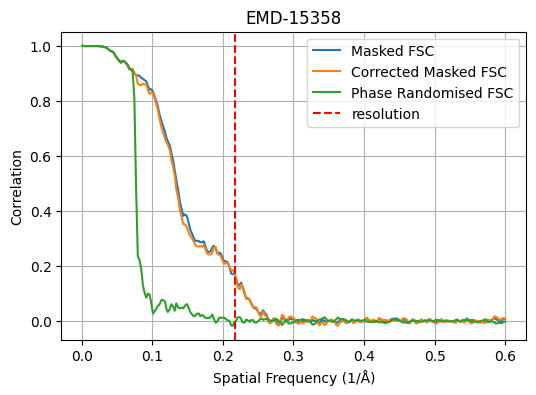 EMD-15358
1.0
0.8
0.6
0.4
0.2
0.0
Correlation
Masked FSC
Corrected Masked FSC
Phase Randomised FSC
resolution
0.0 0.1 0.2 0.3 0.4 0.5 0.6
Spatial Frequency (1/Å)